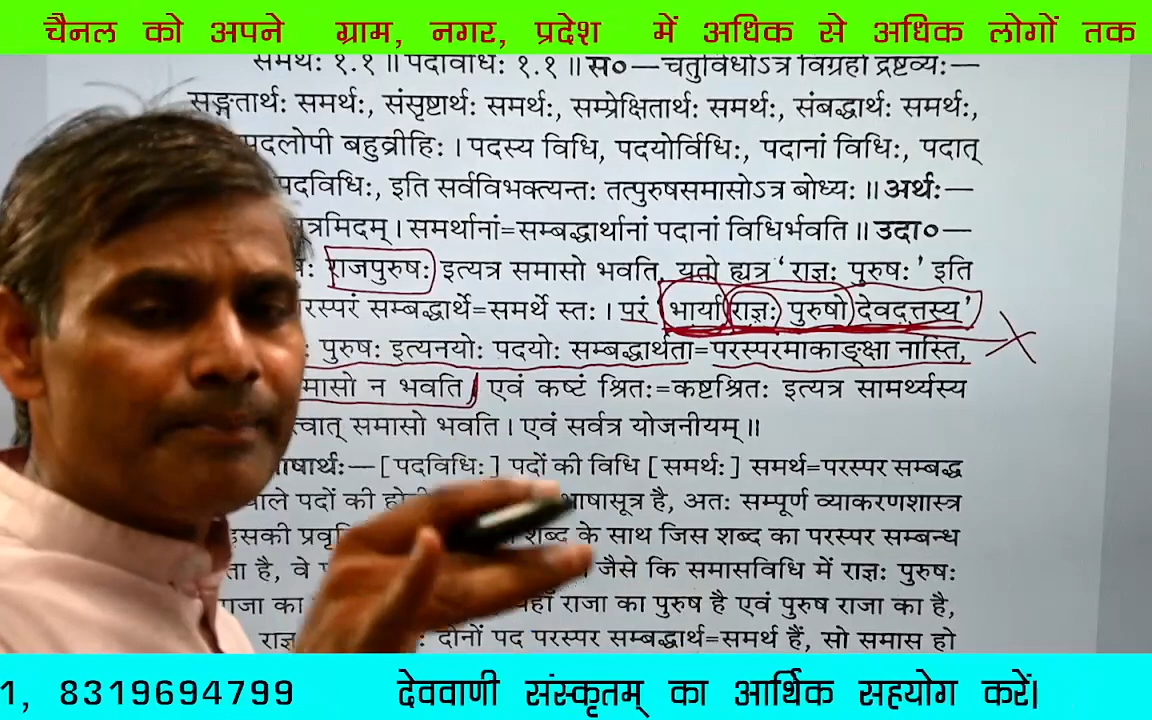 चैनल को अपने ग्राम, नगर, प्रदेश में अधिक से अधिक लोगों तक
समर्थः १.१ ॥ पदविधिः १.१ ॥ स०—चतुर्विधोऽत्र विग्रहो द्रष्टव्यः—
सङ्गतार्थः समर्थः, संसृष्टार्थः समर्थः, सम्प्रेक्षितार्थः समर्थः, संबद्धार्थः समर्थः,
पदलोपी बहुव्रीहिः । पदस्य विधि, पदयोर्विधिः, पदानां विधिः, पदात्
पदविधिः, इति सर्वविभक्त्यन्तः तत्पुरुषसमासोऽत्र बोध्यः ॥ अर्थः—
मिदम् । समर्थानां=सम्बद्धार्थानां पदानां विधिर्भवति ॥ उदा०—
राजपुरुषः इत्यत्र समासो भवति, यतो ह्यत्र 'राज्ञः पुरुषः' इति
सम्बद्धार्थे=समर्थे स्तः । परं भार्या राज्ञः पुरुषो देवदत्तस्य'
पुरुषः इत्यनयोः पदयोः सम्बद्धार्थता=परस्परंमाकाङ्क्षा नास्ति,
मासो न भवति, एवं कष्टं श्रितः=कष्टश्रितः इत्यत्र सामर्थ्यस्य
त्वात् समासो भवति । एवं सर्वत्र योजनीयम् ॥
भाषार्थः—[पदविधिः] पदों की विधि [समर्थः] समर्थ=परस्पर सम्बद्ध
वाले पदों की भाषासूत्र है, अतः सम्पूर्ण व्याकरणशास्त्र
इसकी शब्द के साथ जिस शब्द का परस्पर सम्बन्ध
है, वे जैसे कि समासविधि में राज्ञः पुरुषः
का राजा का पुरुष है एवं पुरुष राजा का है,
दोनों पद परस्पर सम्बद्धार्थ=समर्थ हैं, सो समास हो
1, 8319694799 देववाणी संस्कृतम् का आर्थिक सहयोग करें।